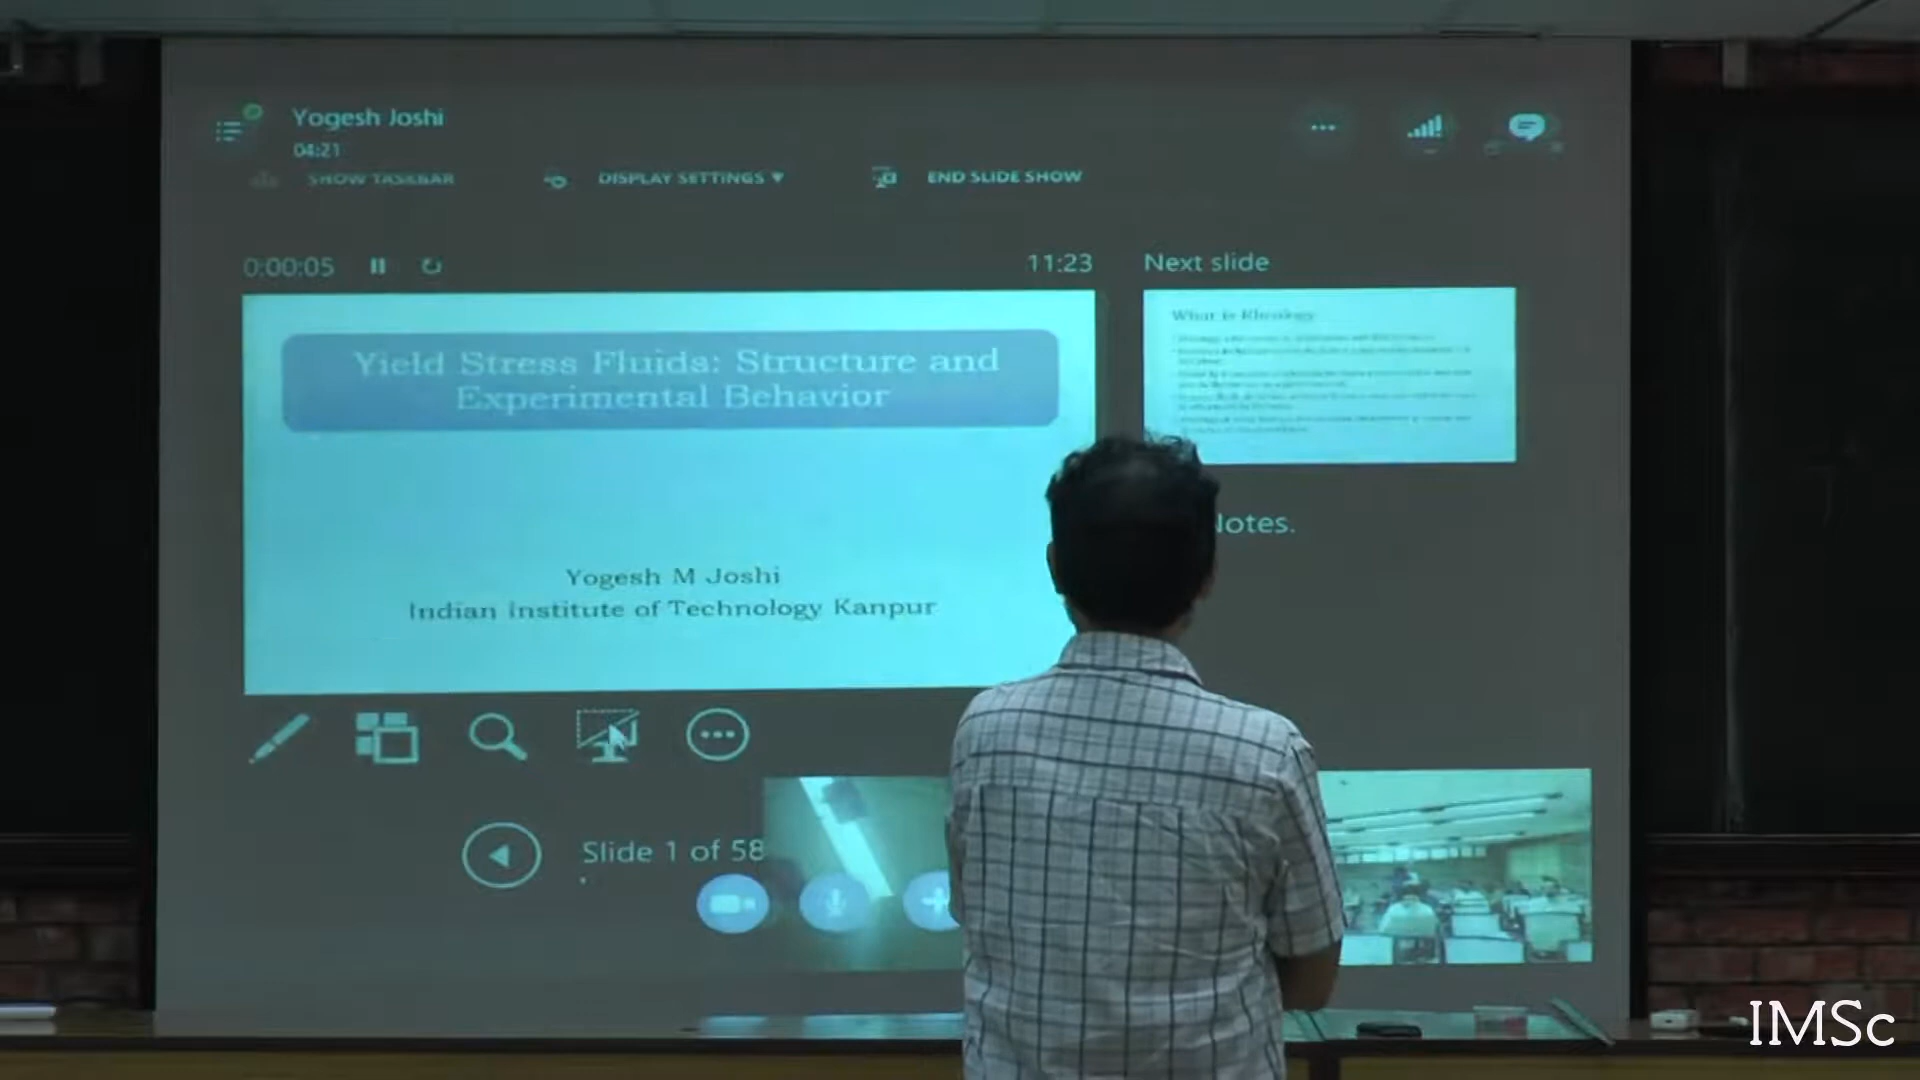 Yogesh Joshi
04:21
SHOW TASKBAR
DISPLAY SETTINGS ▼
END SLIDE SHOW
0:00:05
11:23
Next slide
Yield Stress Fluids: Structure and
Experimental Behavior
Yogesh M Joshi
Indian Institute of Technology Kanpur
What is Rheology
Notes.
Slide 1 of 58
IMSc